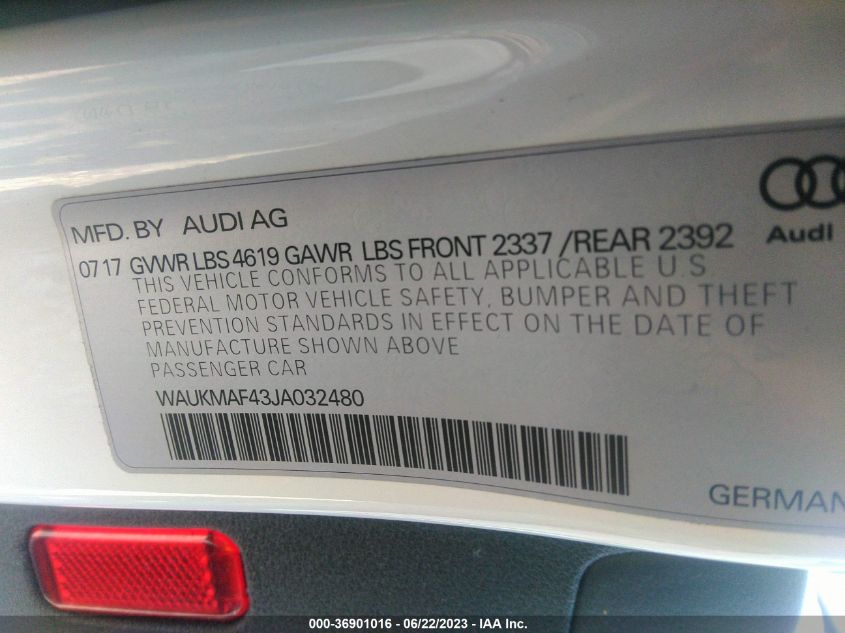 MFD. BY AUDI AG
07 17 GVWR LBS 4619 GAWR LBS FRONT 2337 /REAR 2392
Audi
THIS VEHICLE CONFORMS TO ALL APPLICABLE U.S
FEDERAL MOTOR VEHICLE SAFETY, BUMPER AND THEFT
PREVENTION STANDARDS IN EFFECT ON THE DATE OF
MANUFACTURE SHOWN ABOVE
PASSENGER CAR
WAUKMAF43JA032480
GERMAN
000-36901016 - 06/22/2023 - IAA Inc.